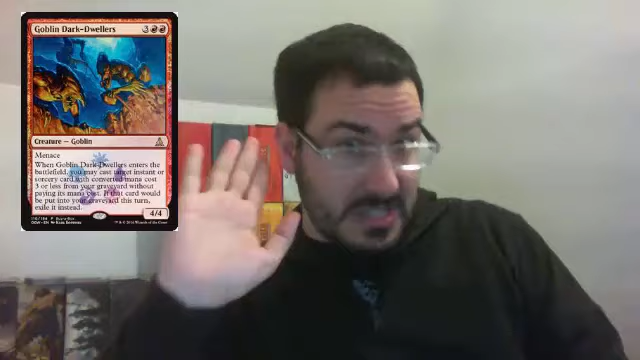 Goblin Dark-Dwellers 3
Creature — Goblin
Menace
When Goblin Dark-Dwellers enters the
battlefield, you may cast target instant or
sorcery card with converted mana cost
3 or less from your graveyard without
paying its mana cost. If that card would
be put into your graveyard this turn,
exile it instead.
4/4